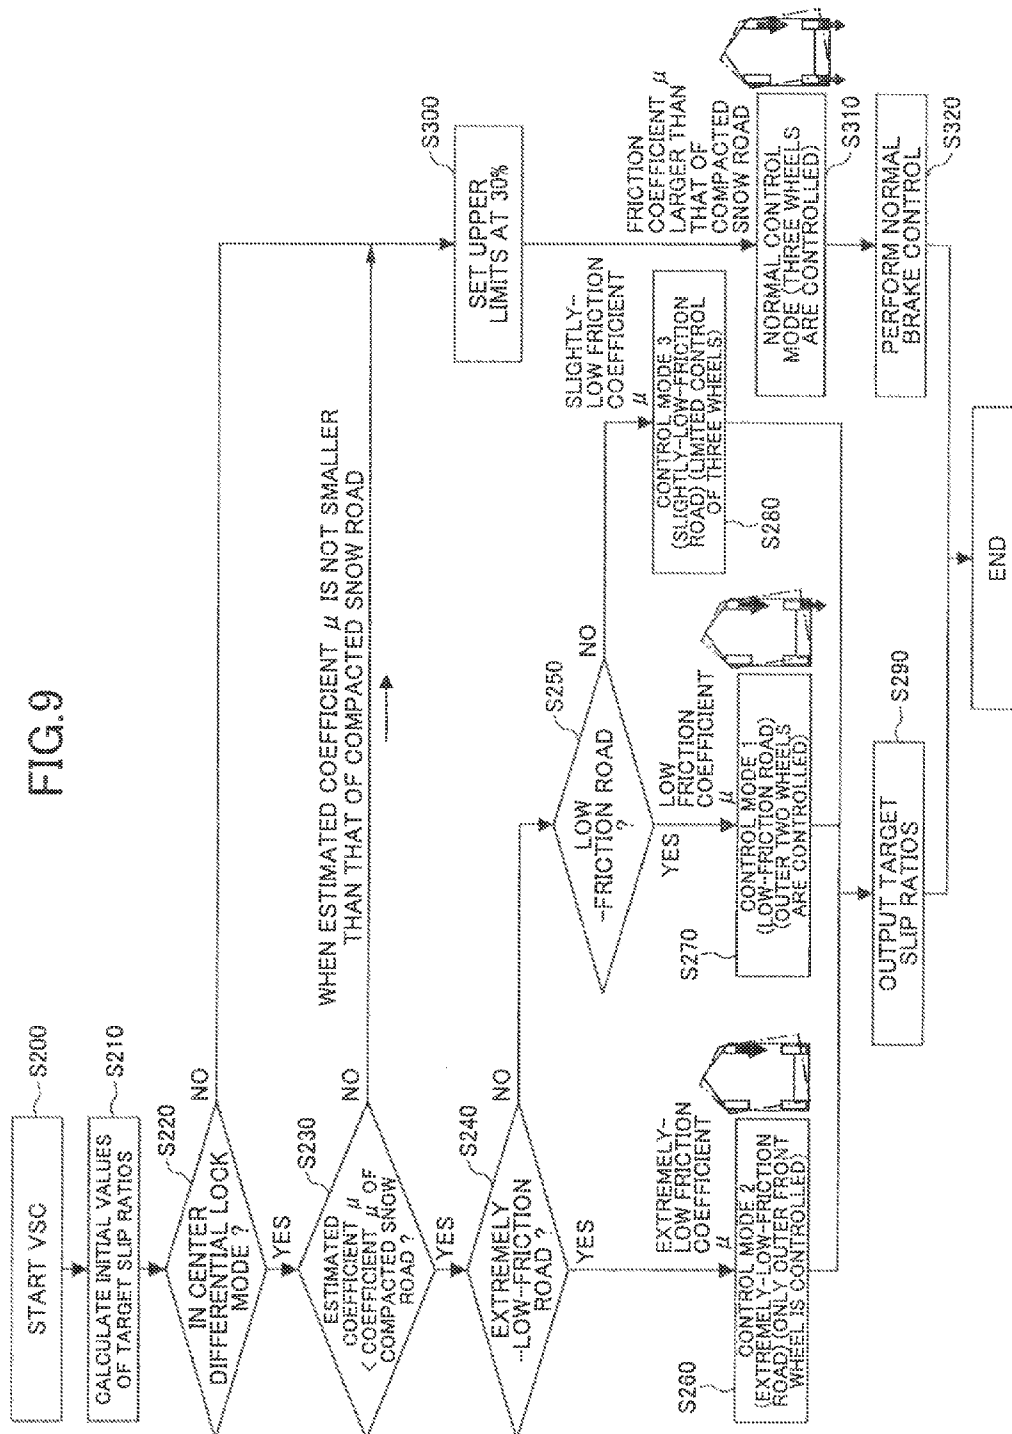 FIG.9
START VSC
S200
CALCULATE INITIAL VALUES
OF TARGET SLIP RATIOS
S210
IN CENTER
DIFFERENTIAL LOCK
MODE ?
S220
NO
YES
ESTIMATED
COEFFICIENT μ
< COEFFICIENT μ OF
COMPACTED SNOW
ROAD ?
S230
NO
YES
WHEN ESTIMATED COEFFICIENT μ IS NOT SMALLER
THAN THAT OF COMPACTED SNOW ROAD
EXTREMELY
-LOW-FRICTION
ROAD ?
S240
NO
YES
LOW
-FRICTION ROAD
?
S250
NO
YES
EXTREMELY-
LOW FRICTION
COEFFICIENT
μ
CONTROL MODE 2
(EXTREMELY-LOW-FRICTION
ROAD) (ONLY OUTER FRONT
WHEEL IS CONTROLLED)
S260
LOW
FRICTION
COEFFICIENT
μ
CONTROL MODE 1
(LOW-FRICTION ROAD)
(OUTER TWO WHEELS
ARE CONTROLLED)
S270
SLIGHTLY-
LOW FRICTION
COEFFICIENT
μ
CONTROL MODE 3
(SLIGHTLY-LOW-FRICTION
ROAD) (LIMITED CONTROL
OF THREE WHEELS)
S280
OUTPUT TARGET
SLIP RATIOS
S290
SET UPPER
LIMITS AT 30%
S300
FRICTION
COEFFICIENT μ
LARGER THAN
THAT OF
COMPACTED
SNOW ROAD
NORMAL CONTROL
MODE (THREE WHEELS
ARE CONTROLLED)
S310
PERFORM NORMAL
BRAKE CONTROL
S320
END